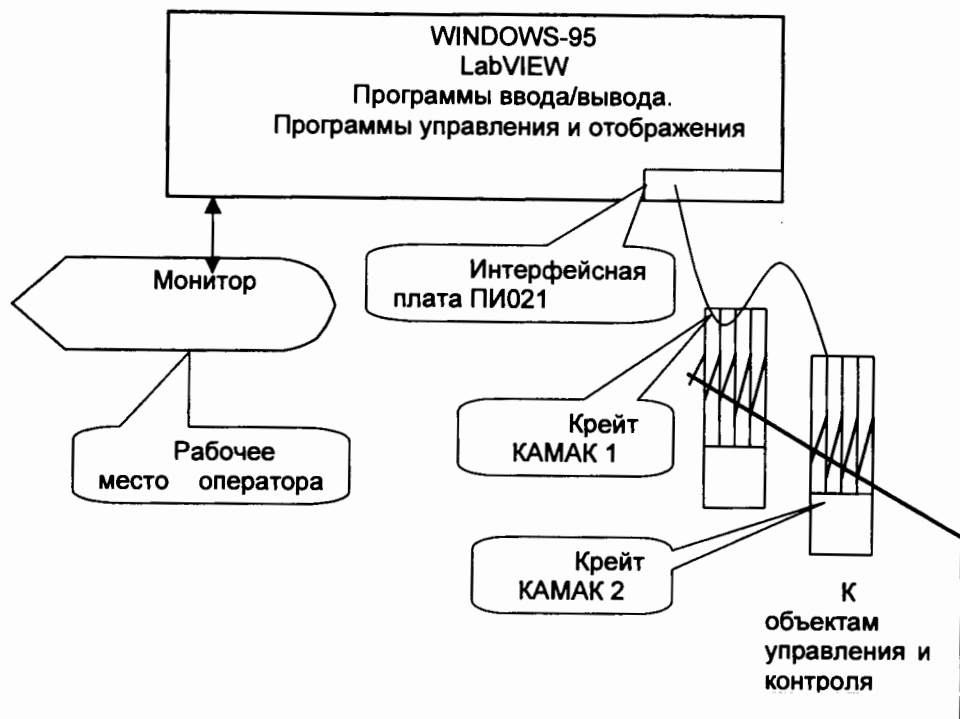 WINDOWS-95
LabVIEW
Программы ввода/вывода.
Программы управления и отображения
Интерфейсная
плата ПИ021
Монитор
Рабочее
место оператора
Крейт
КАМАК 1
Крейт
КАМАК 2
К
объектам
управления и
контроля